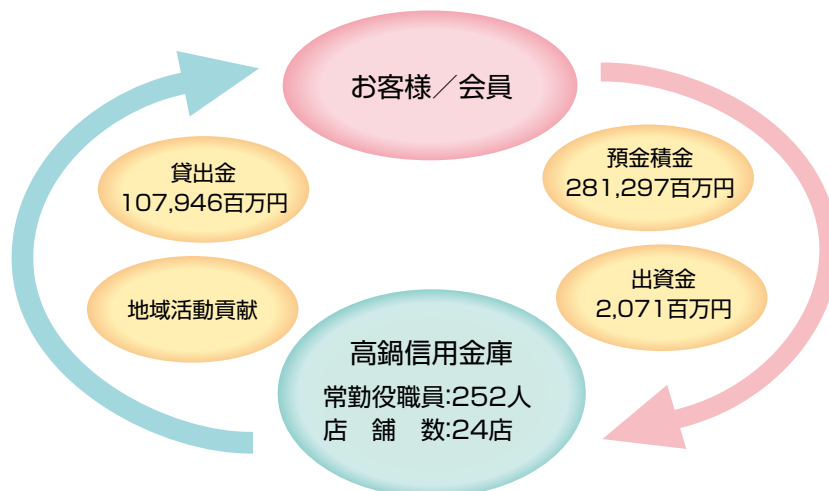 お客様／会員
貸出金
107,946百万円
預金積金
281,297百万円
地域活動貢献
出資金
2,071百万円
高鍋信用金庫
常勤役職員:252人
店　舗　数:24店